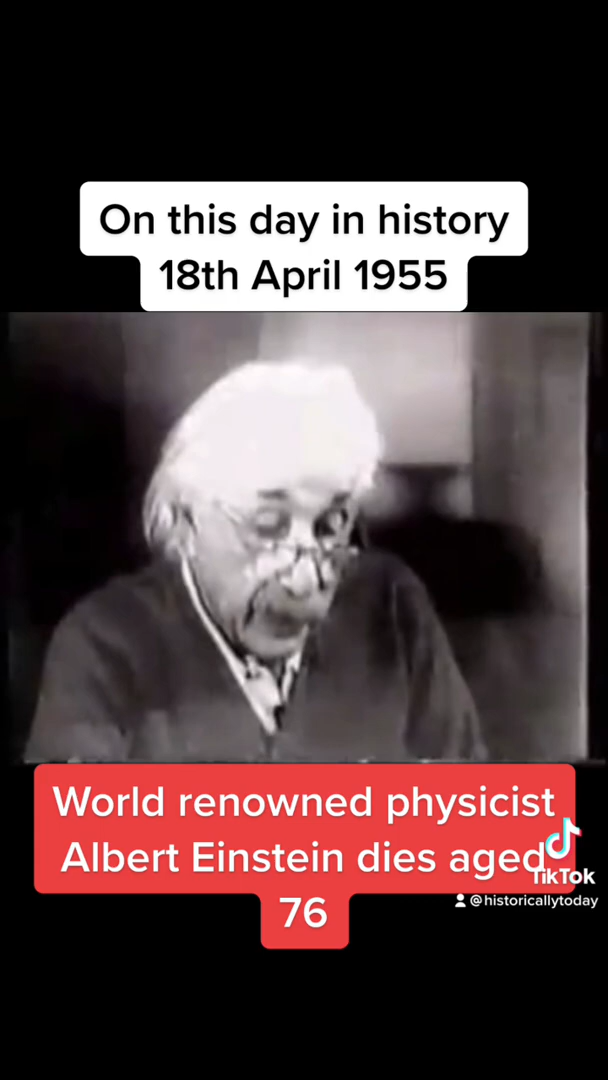 On this day in history
18th April 1955
World renowned physicist
Albert Einstein dies aged
76
TikTok
@historicallytoday